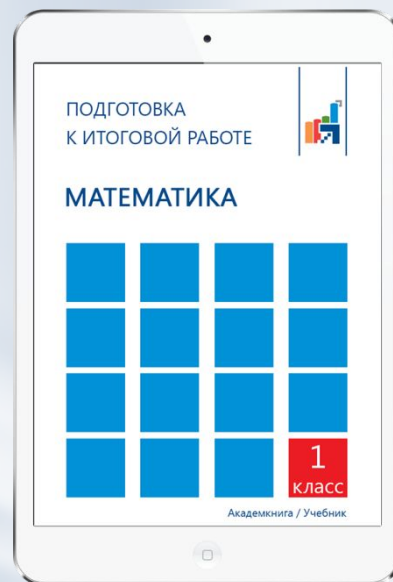 ПОДГОТОВКА
К ИТОГОВОЙ РАБОТЕ
МАТЕМАТИКА
1
класс
Академкнига / Учебник